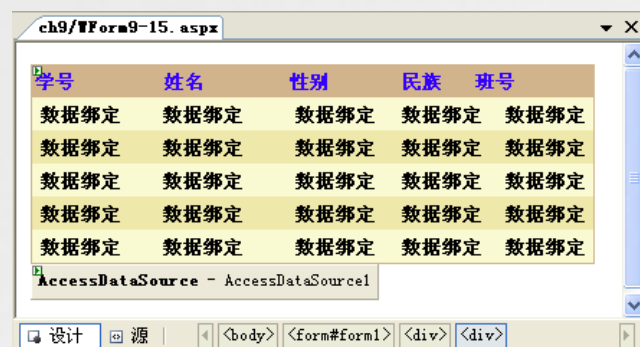 ch9/WForm9-15.aspx
学号 姓名 性别 民族 班号
数据绑定 数据绑定 数据绑定 数据绑定 数据绑定
数据绑定 数据绑定 数据绑定 数据绑定 数据绑定
数据绑定 数据绑定 数据绑定 数据绑定 数据绑定
数据绑定 数据绑定 数据绑定 数据绑定 数据绑定
数据绑定 数据绑定 数据绑定 数据绑定 数据绑定
AccessDataSource - AccessDataSource1
设计 源 <body> <form#form1> <div> <div>